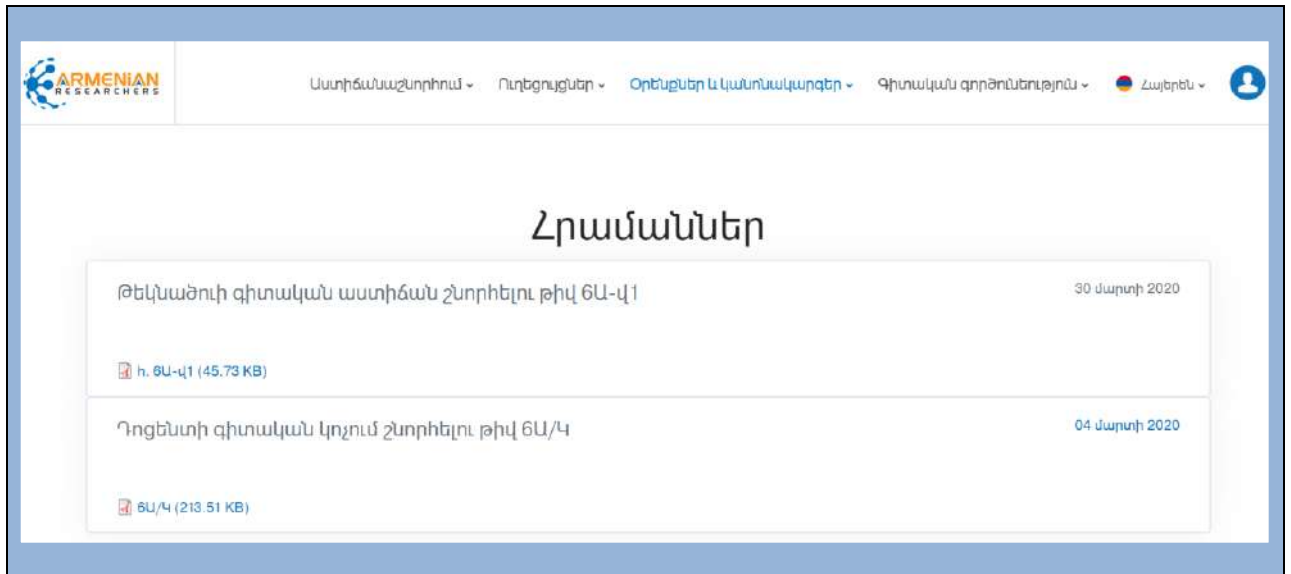 ARMENiAN
RESEARCHERS
Աստիճանաշնորհում Ուղեցույցներ Օրենքներ և կանոնակարգեր Գիտական գործունեություն Հայերեն
Հրամաններ
Թեկնածուի գիտական աստիճան շնորհելու թիվ 6Ա-վ1 30 մարտի 2020
հ. 6Ա-վ1 (45.73 KB)
Դոցենտի գիտական կոչում շնորհելու թիվ 6Ա/Կ 04 մարտի 2020
6Ա/Կ (213.51 KB)